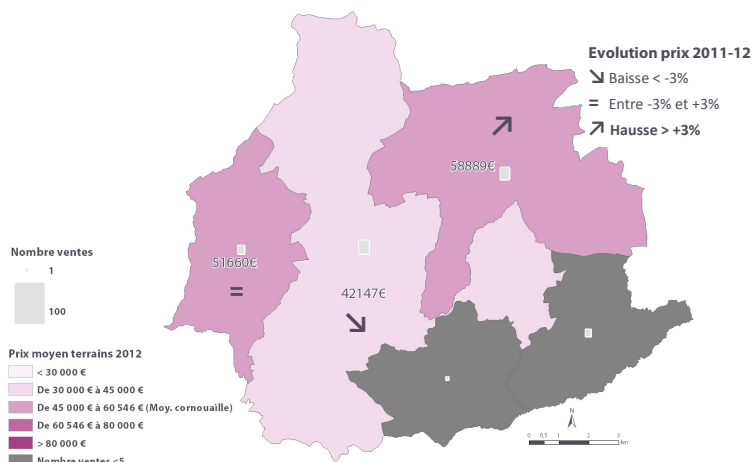 Evolution prix 2011-12
Baisse < -3%
= Entre -3% et +3%
Hausse > +3%
58889€
51660€
=
42147€
Nombre ventes
1
100
Prix moyen terrains 2012
< 30 000 €
De 30 000 € à 45 000 €
De 45 000 € à 60 546 € (Moy. cornouaille)
De 60 546 € à 80 000 €
> 80 000 €
Nombre ventes <5
N
0 0,5 1 2 3
km